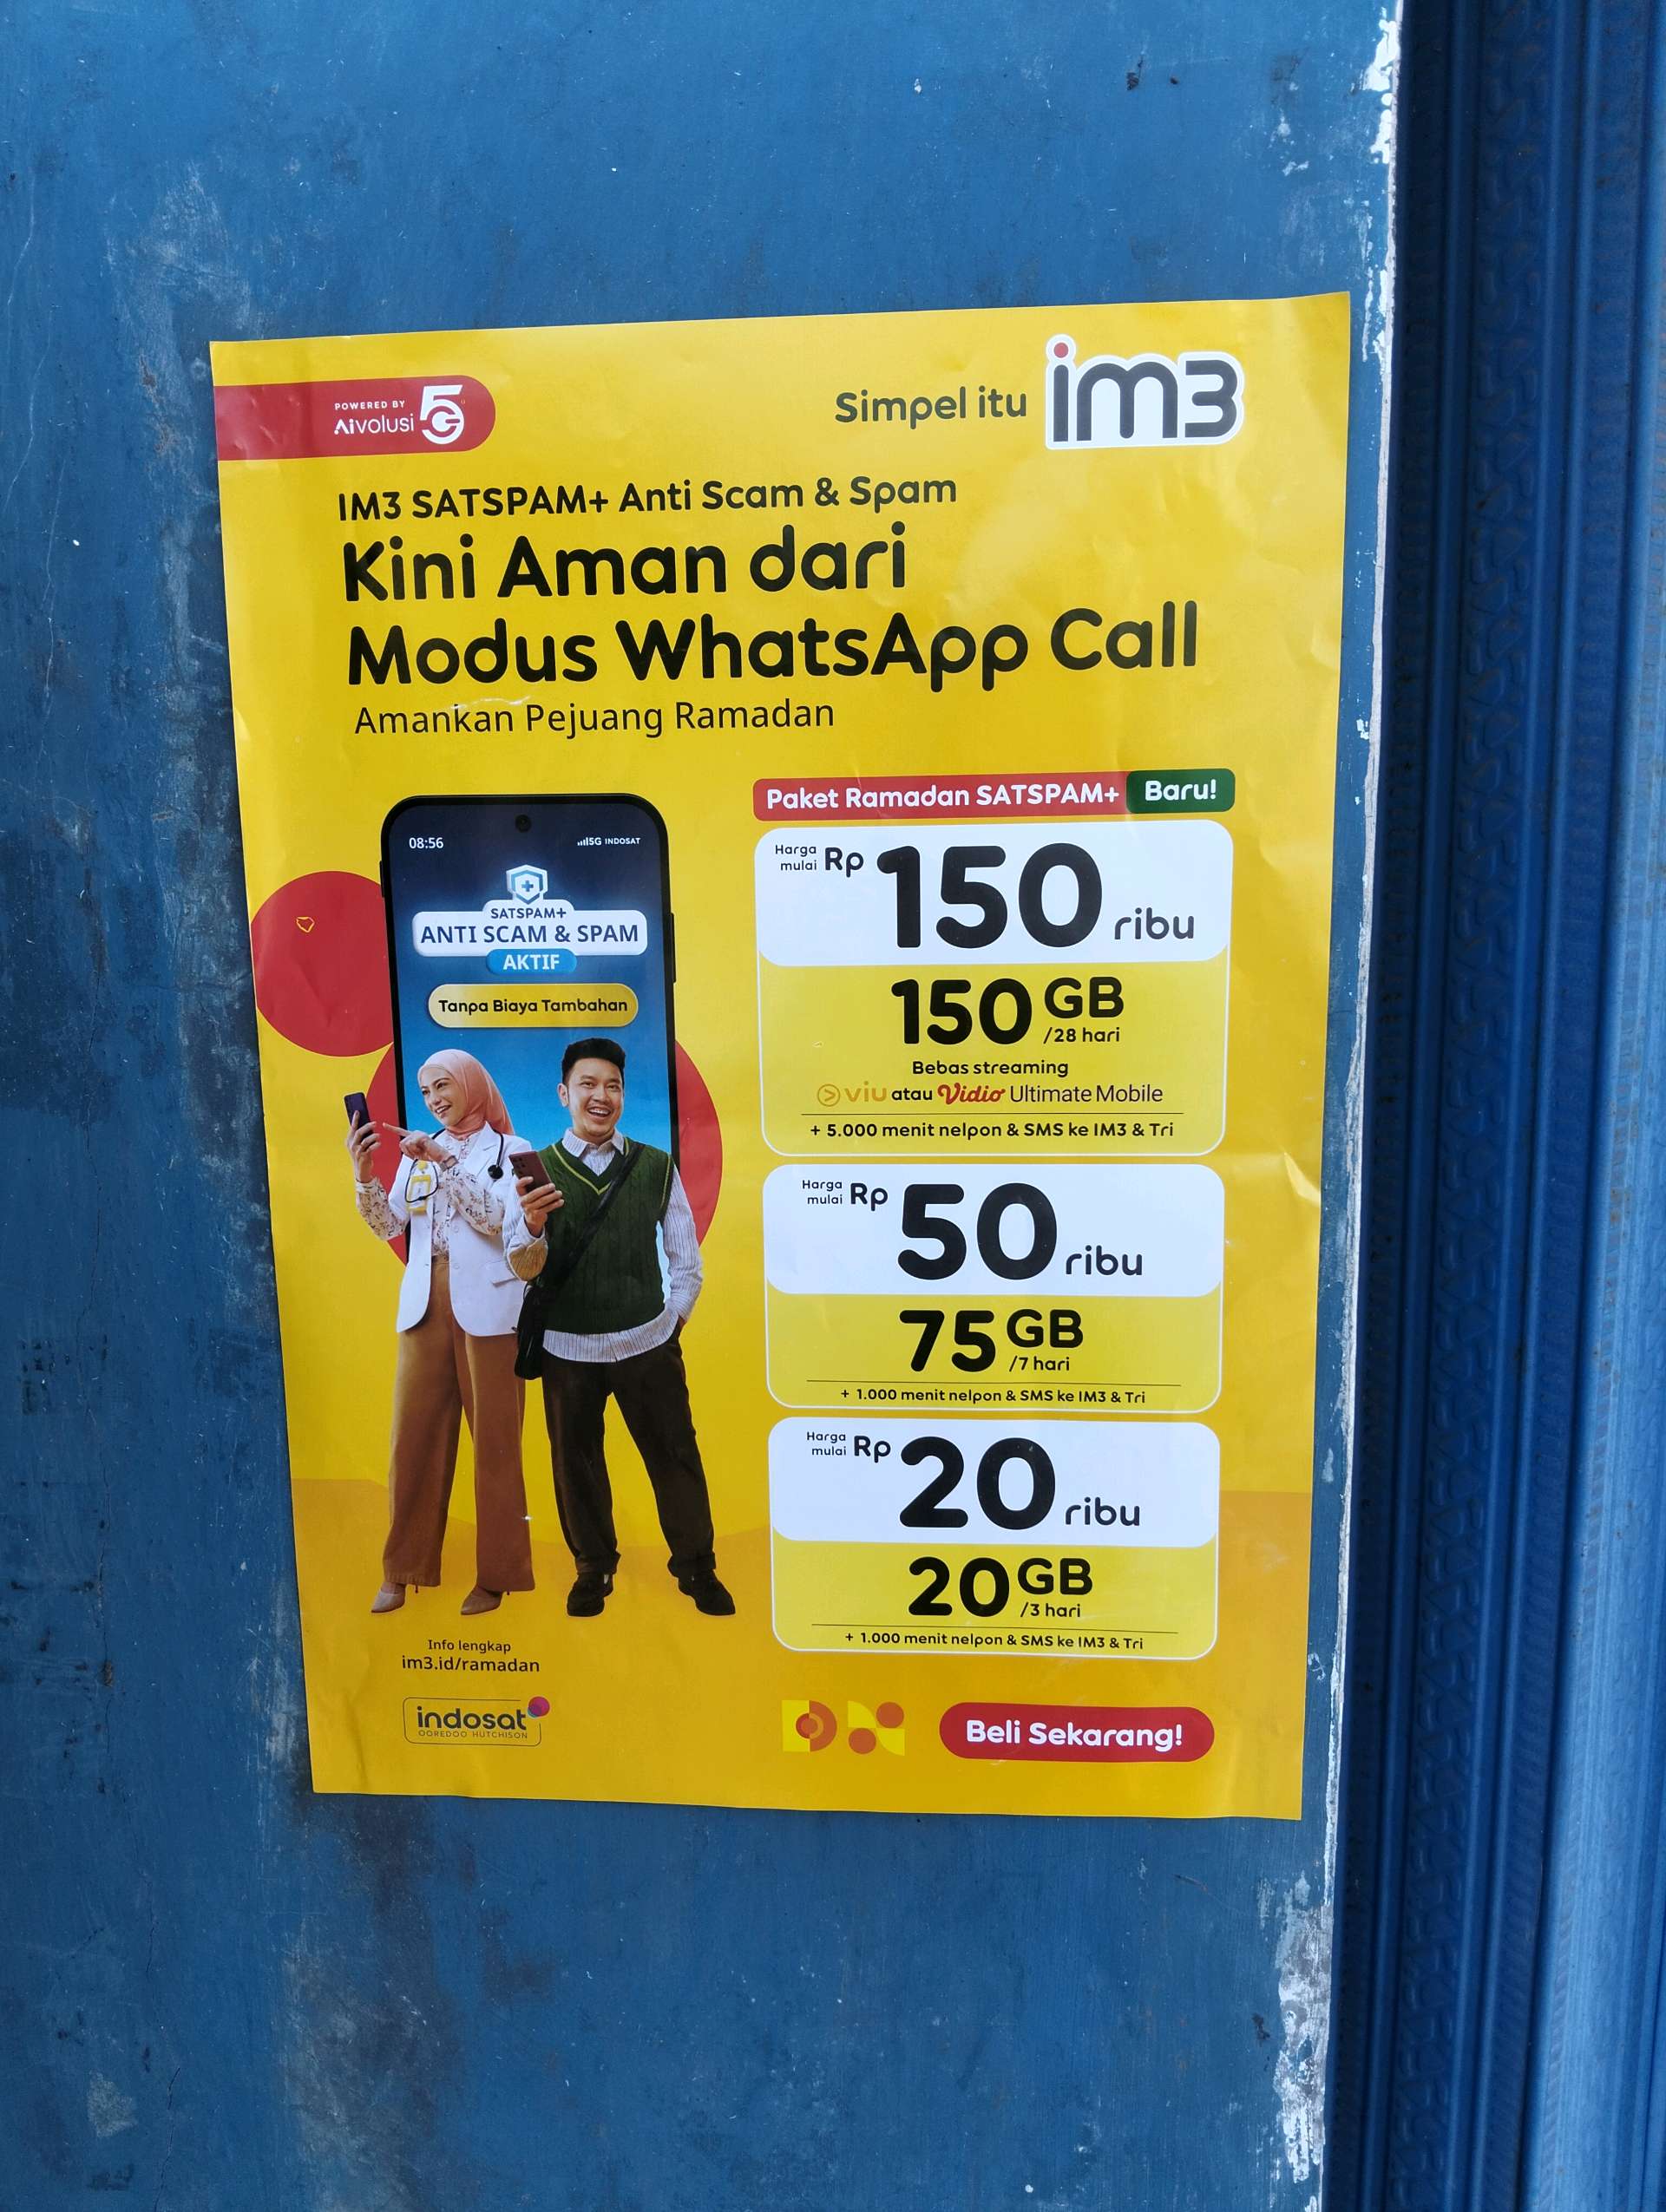 POWERED BY
AIvolusi 5G
Simpel itu im3
IM3 SATSPAM+ Anti Scam & Spam
Kini Aman dari
Modus WhatsApp Call
Amankan Pejuang Ramadan
08:56
5G INDOSAT
SATSPAM+
ANTI SCAM & SPAM
AKTIF
Tanpa Biaya Tambahan
Paket Ramadan SATSPAM+ Baru!
Harga
mulai Rp 150 ribu
150 GB
/28 hari
Bebas streaming
viu atau Vidio Ultimate Mobile
+ 5.000 menit nelpon & SMS ke IM3 & Tri
Harga
mulai Rp 50 ribu
75 GB
/7 hari
+ 1.000 menit nelpon & SMS ke IM3 & Tri
Harga
mulai Rp 20 ribu
20 GB
/3 hari
+ 1.000 menit nelpon & SMS ke IM3 & Tri
Info lengkap
im3.id/ramadan
indosat
OOREDOO HUTCHISON
Beli Sekarang!